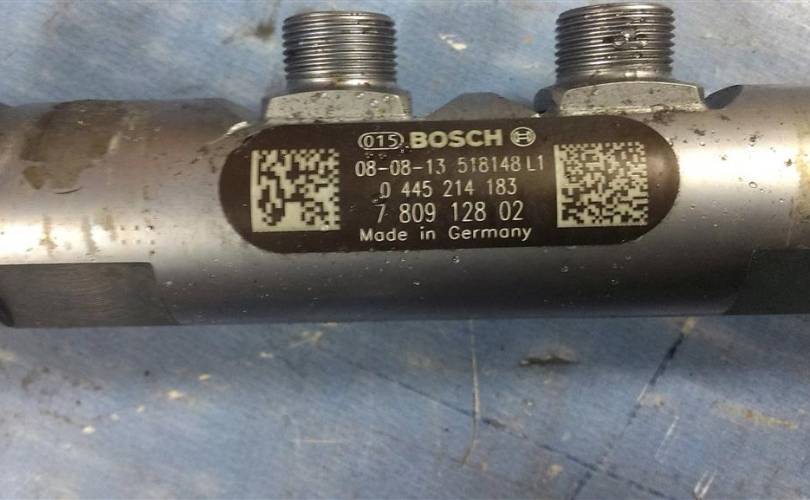 015 BOSCH
08-08-13 518148 L1
0 445 214 183
7 809 128 02
Made in Germany